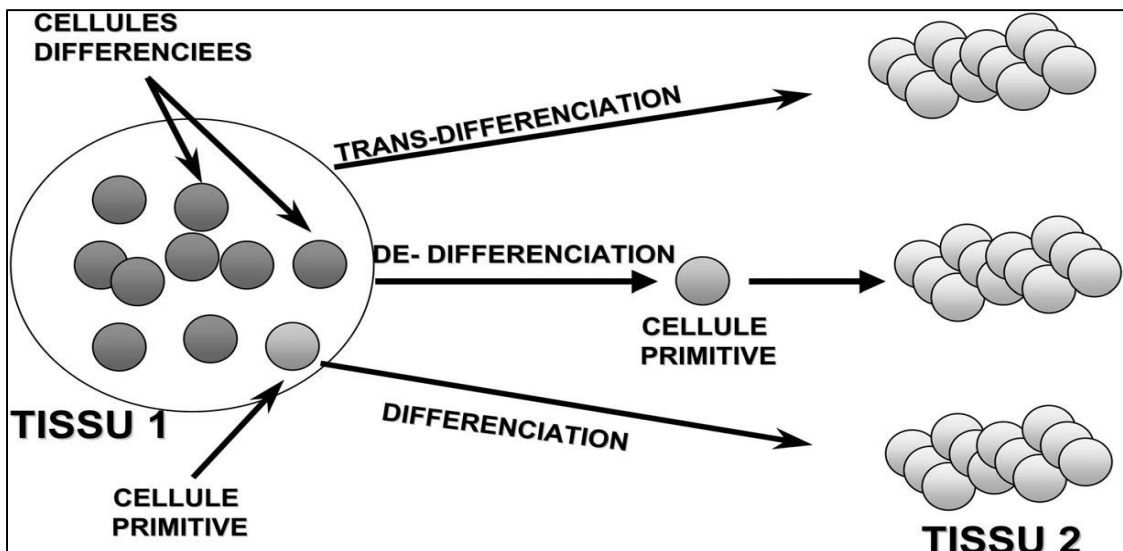 CELLULES
DIFFERENCIEES
TRANS-DIFFERENCIATION
DE- DIFFERENCIATION
CELLULE
PRIMITIVE
DIFFERENCIATION
TISSU 1
CELLULE
PRIMITIVE
TISSU 2